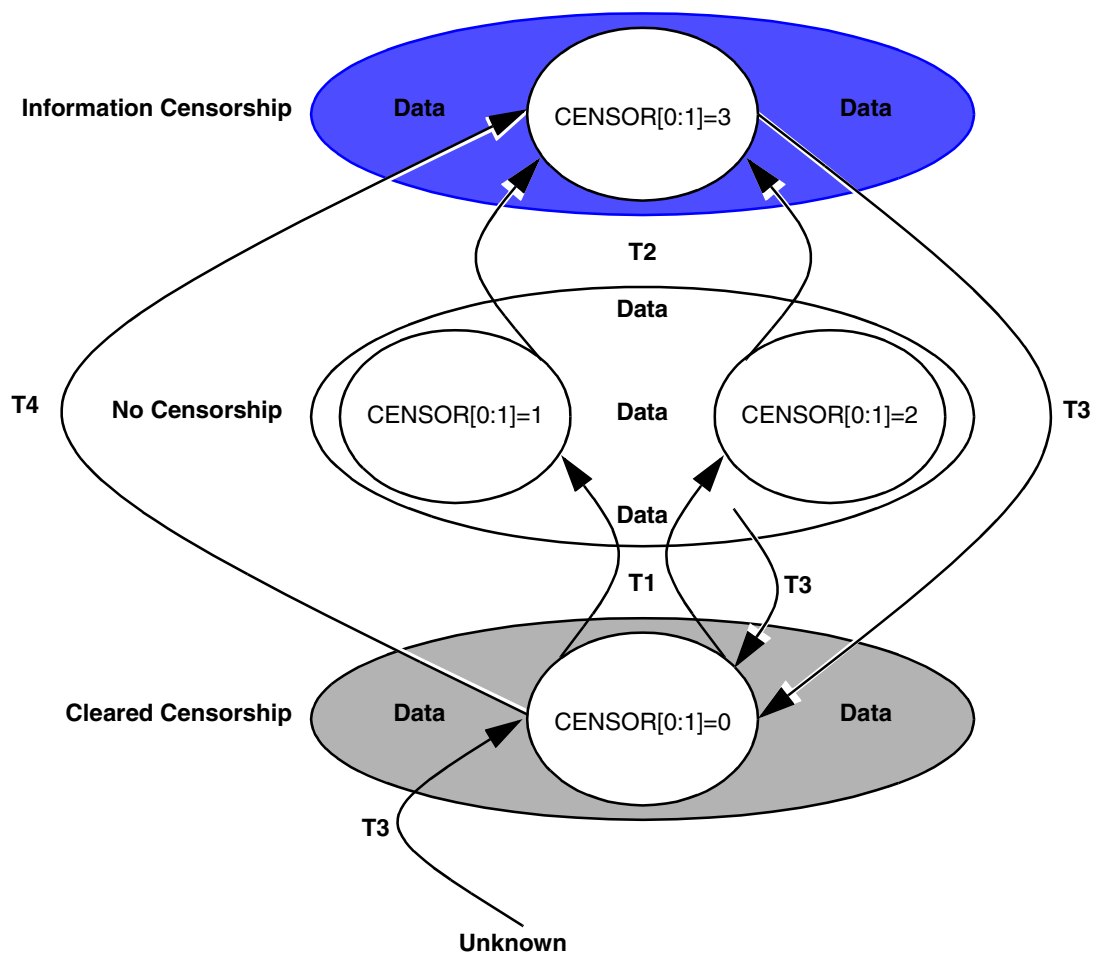 Information Censorship
Data
CENSOR[0:1]=3
Data
T2
Data
T4
No Censorship
CENSOR[0:1]=1
Data
CENSOR[0:1]=2
T3
Data
T1
T3
Cleared Censorship
Data
CENSOR[0:1]=0
Data
T3
Unknown